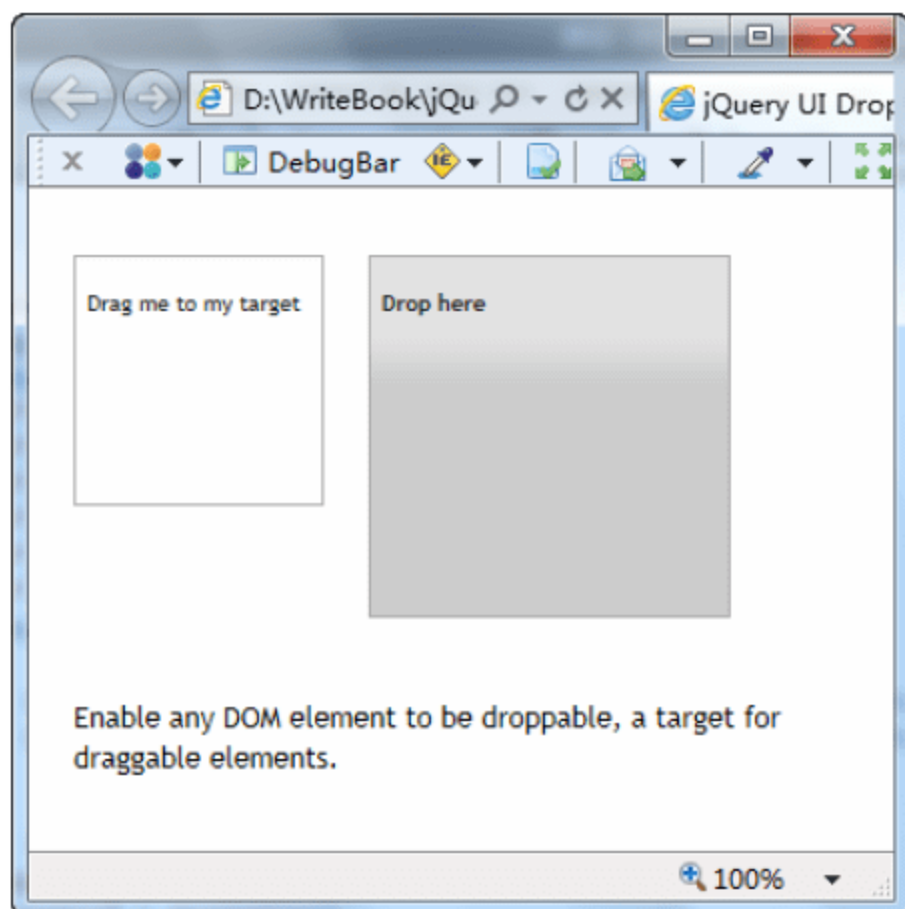 D:\WriteBook\jQu
jQuery UI Drop
DebugBar
IE
Drag me to my target
Drop here
Enable any DOM element to be droppable, a target for
draggable elements.
100%